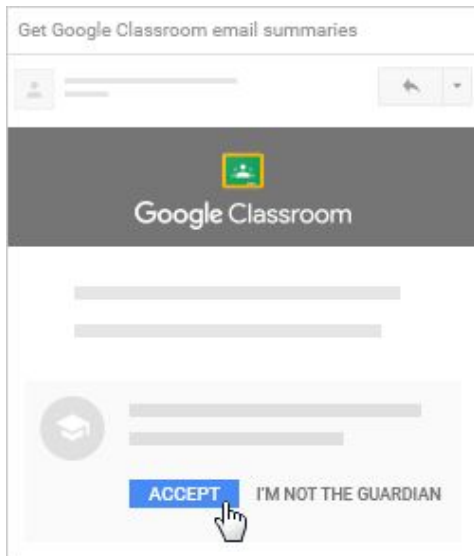 Get Google Classroom email summaries
Google Classroom
ACCEPT I'M NOT THE GUARDIAN